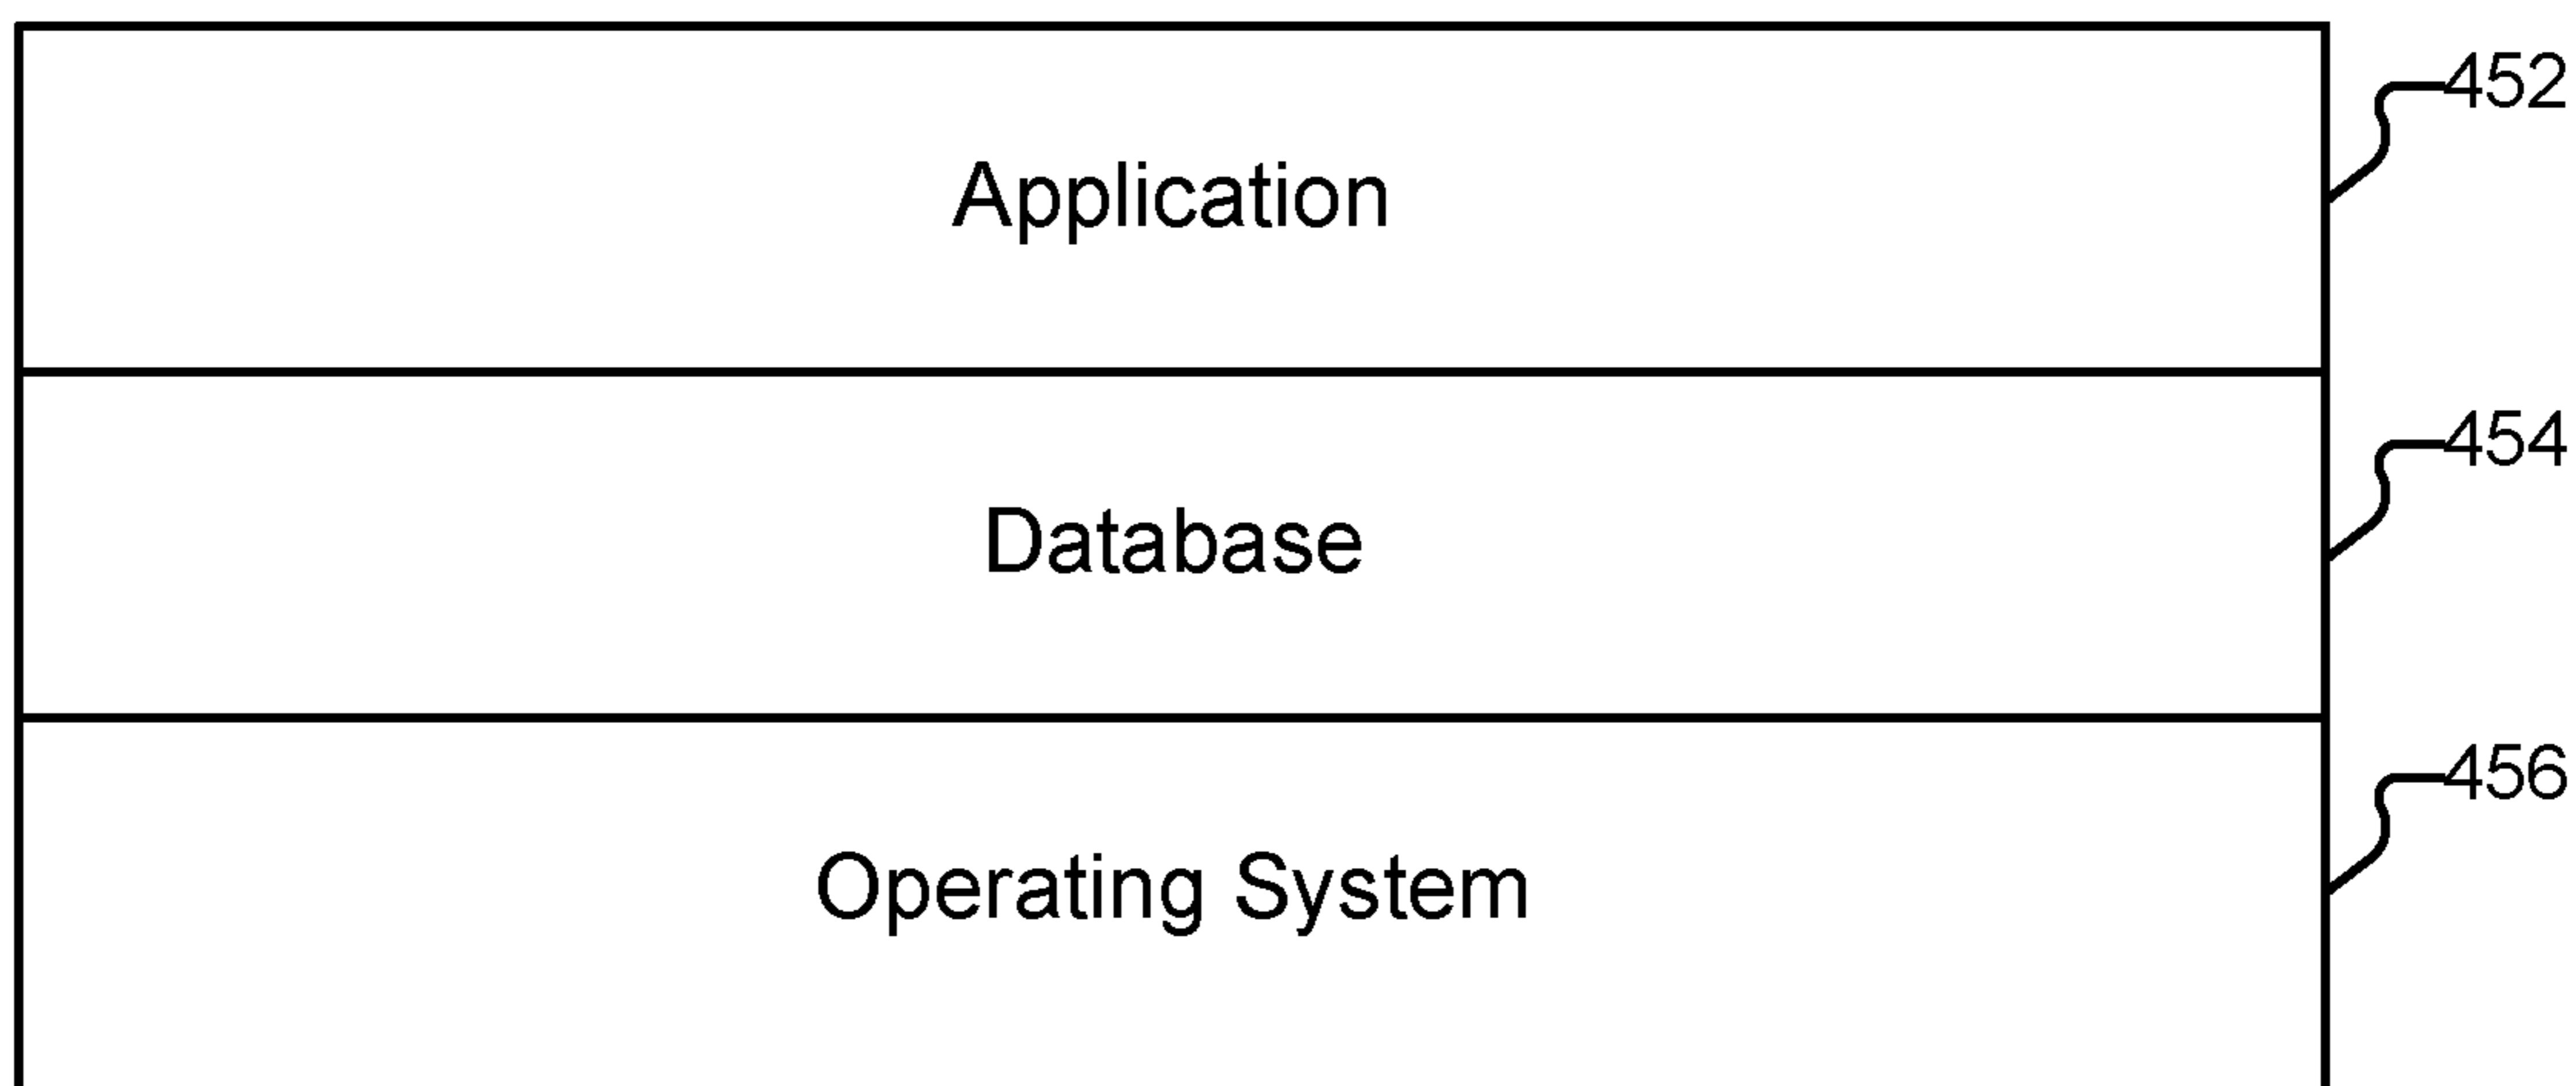 452
Application
454
Database
456
Operating System